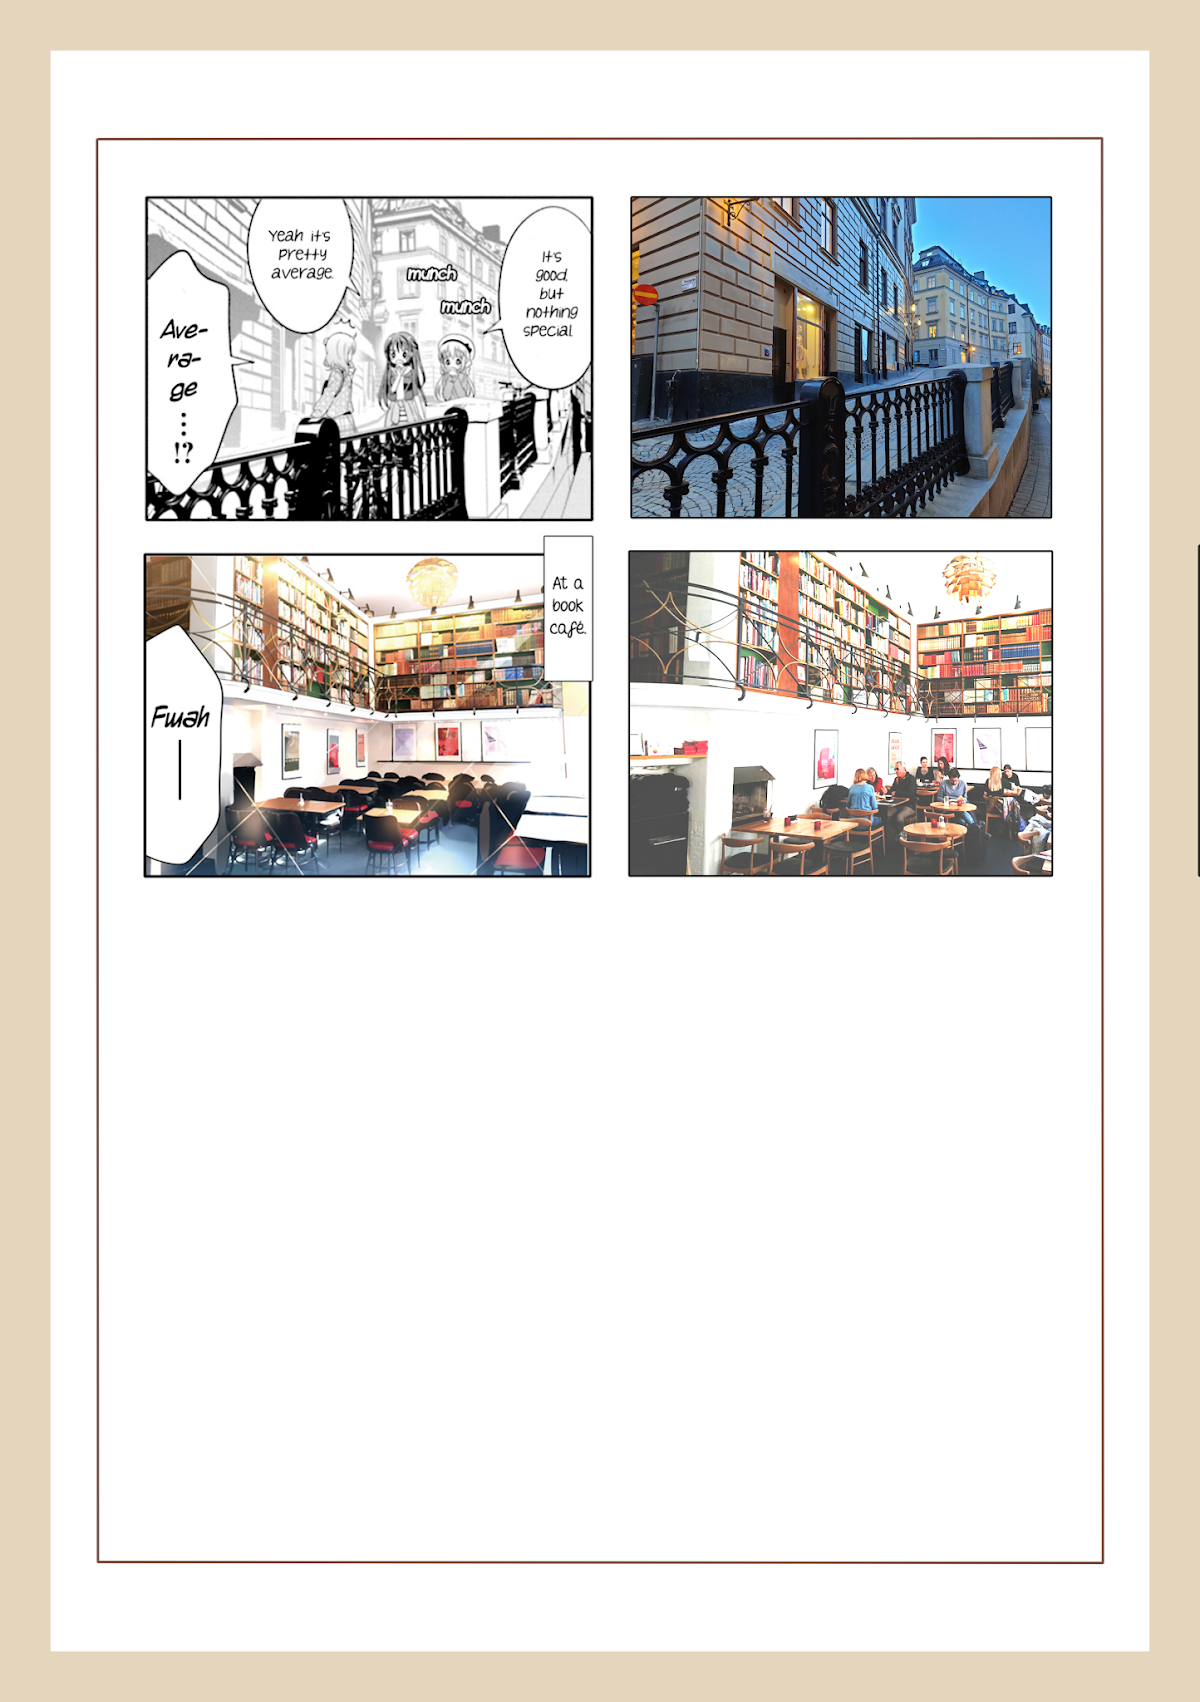 Yeah it's
pretty
average.
It's
good,
but
nothing
special.
munch
munch
Ave-
ra-
ge
...
!?
At a
book
café.
Fwah